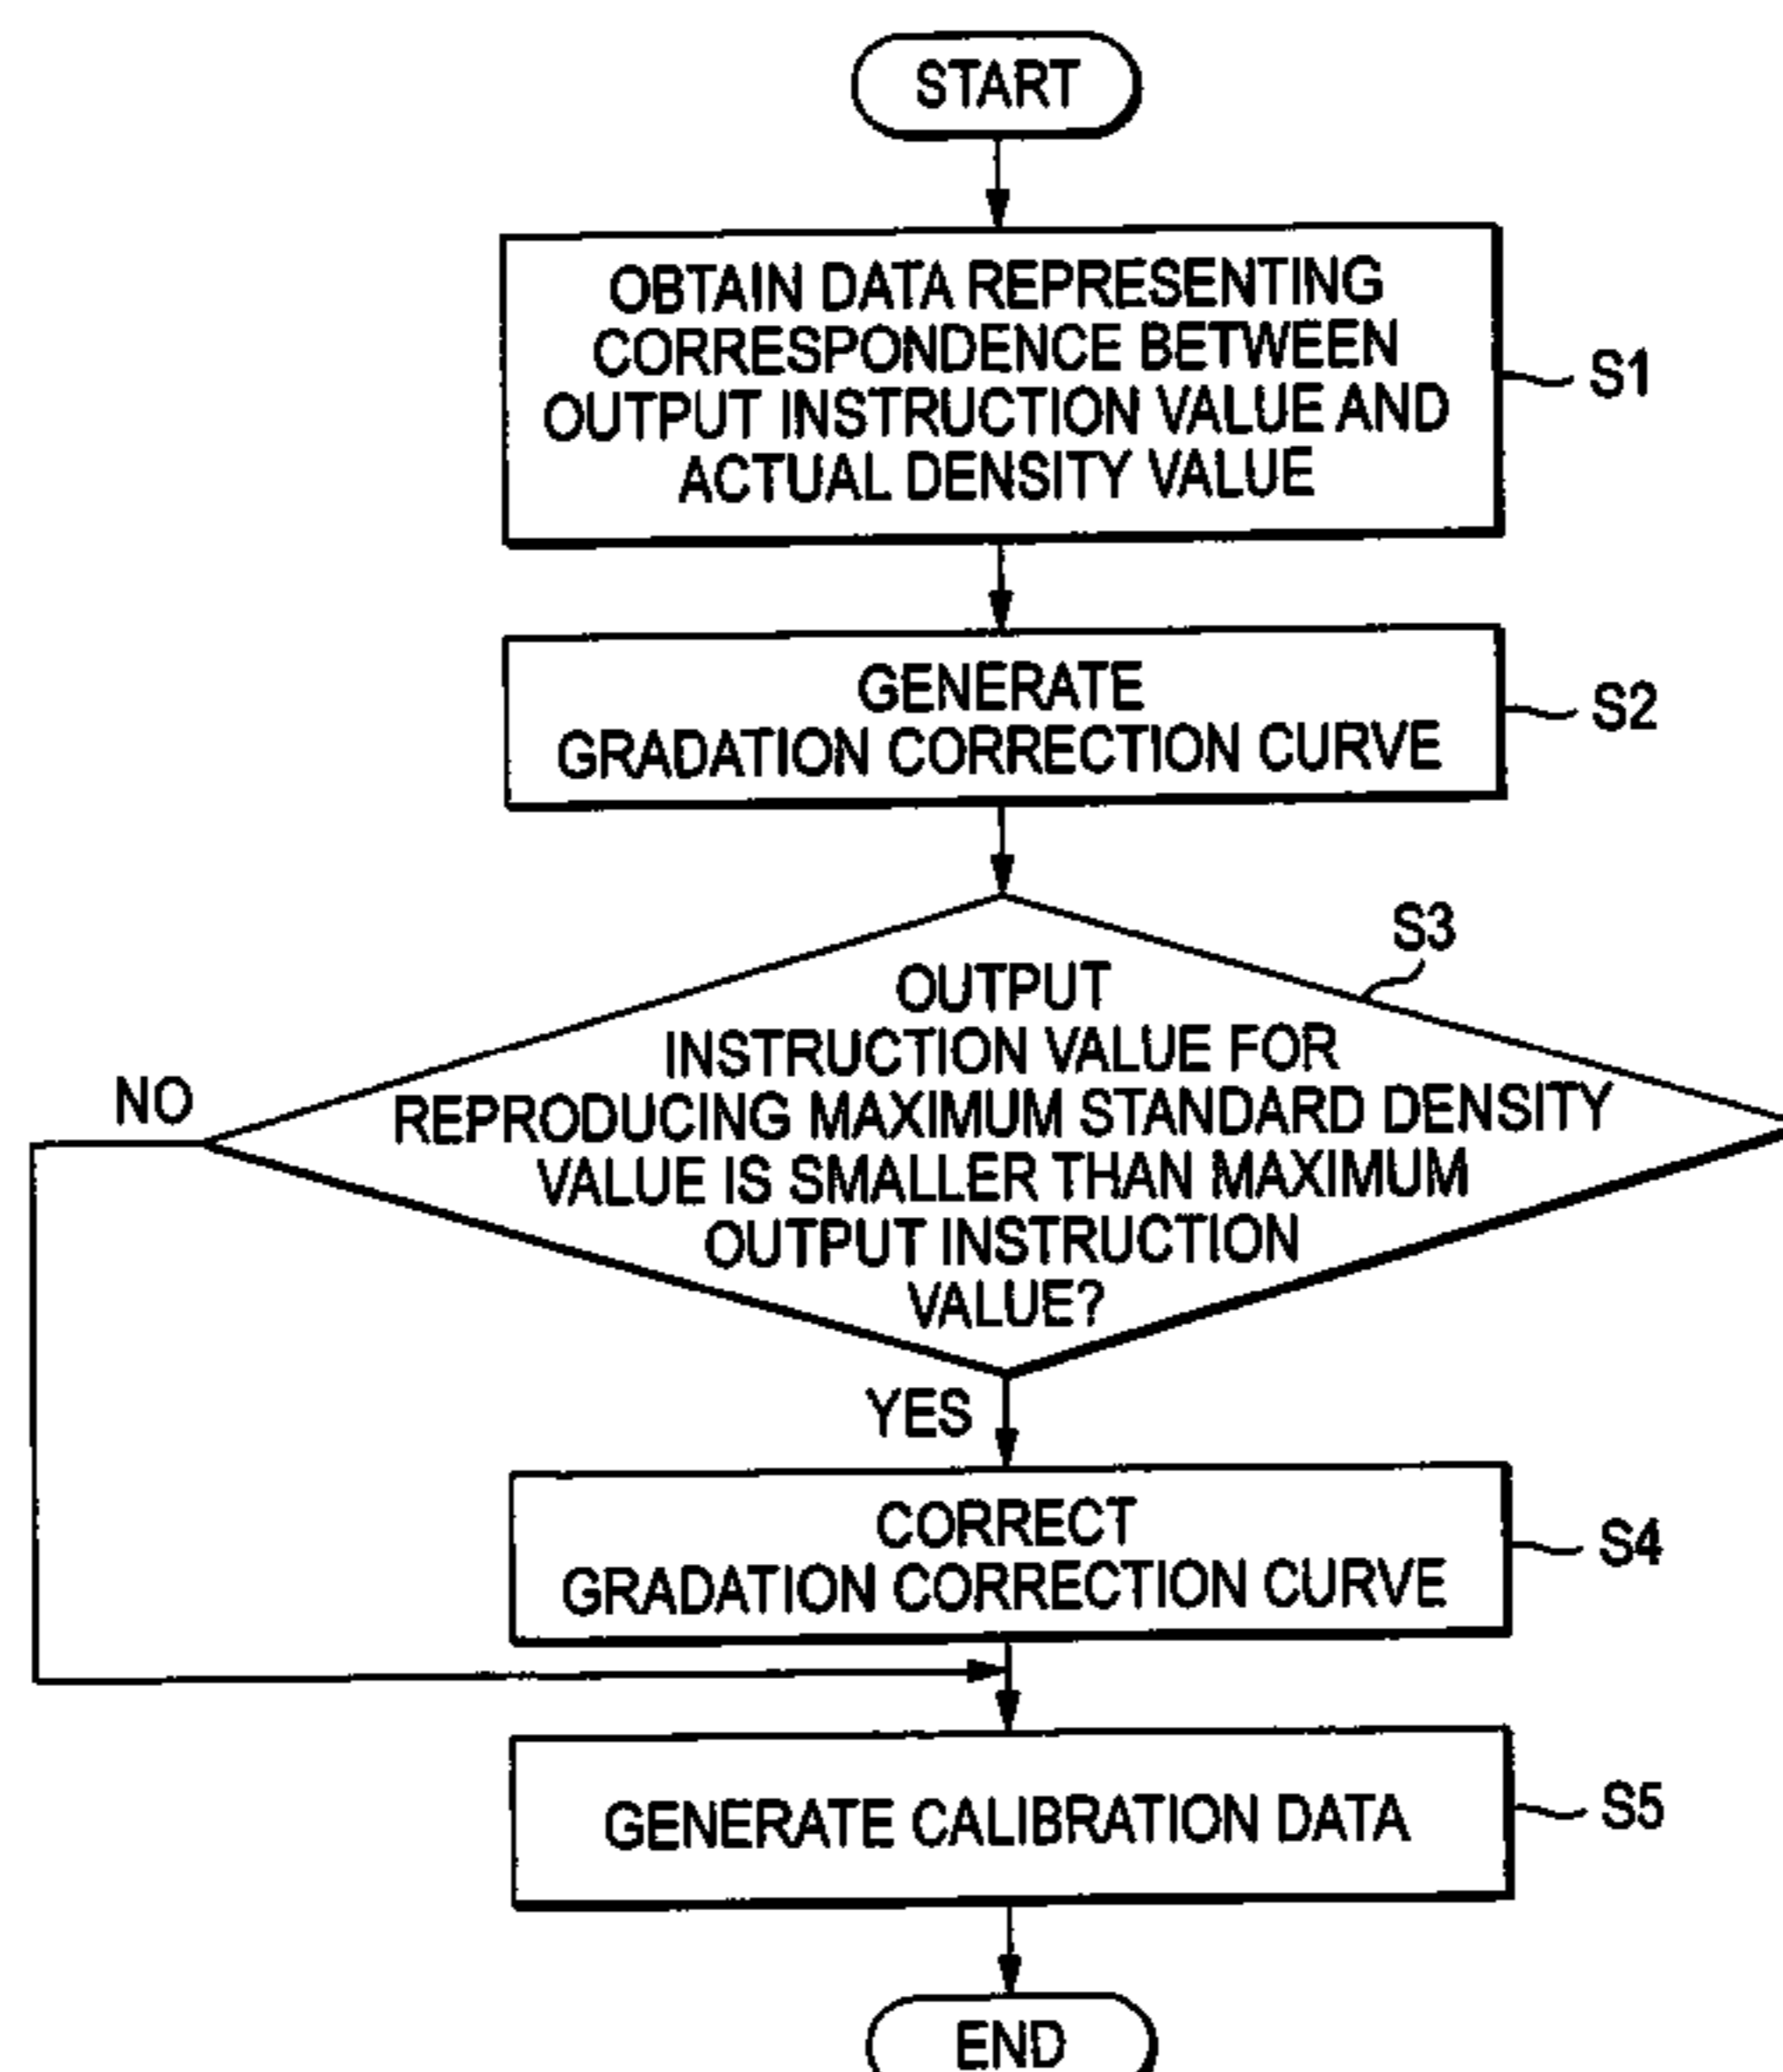 START
OBTAIN DATA REPRESENTING
CORRESPONDENCE BETWEEN
OUTPUT INSTRUCTION VALUE AND
ACTUAL DENSITY VALUE
S1
GENERATE
GRADATION CORRECTION CURVE
S2
S3
OUTPUT
INSTRUCTION VALUE FOR
REPRODUCING MAXIMUM STANDARD DENSITY
VALUE IS SMALLER THAN MAXIMUM
OUTPUT INSTRUCTION
VALUE?
NO
YES
CORRECT
GRADATION CORRECTION CURVE
S4
GENERATE CALIBRATION DATA
S5
END